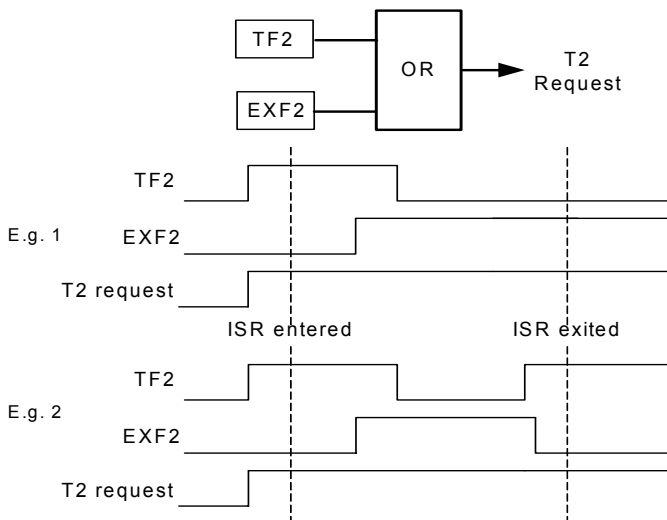 TF2
EXF2
OR
T2
Request
TF2
E.g. 1
EXF2
T2 request
ISR entered
ISR exited
TF2
E.g. 2
EXF2
T2 request